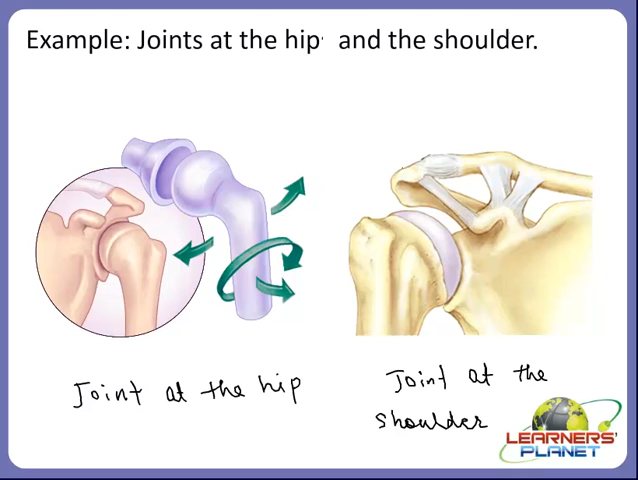 Example: Joints at the hip and the shoulder.
Joint at the hip
Joint at the
shoulder
LEARNERS'
PLANET